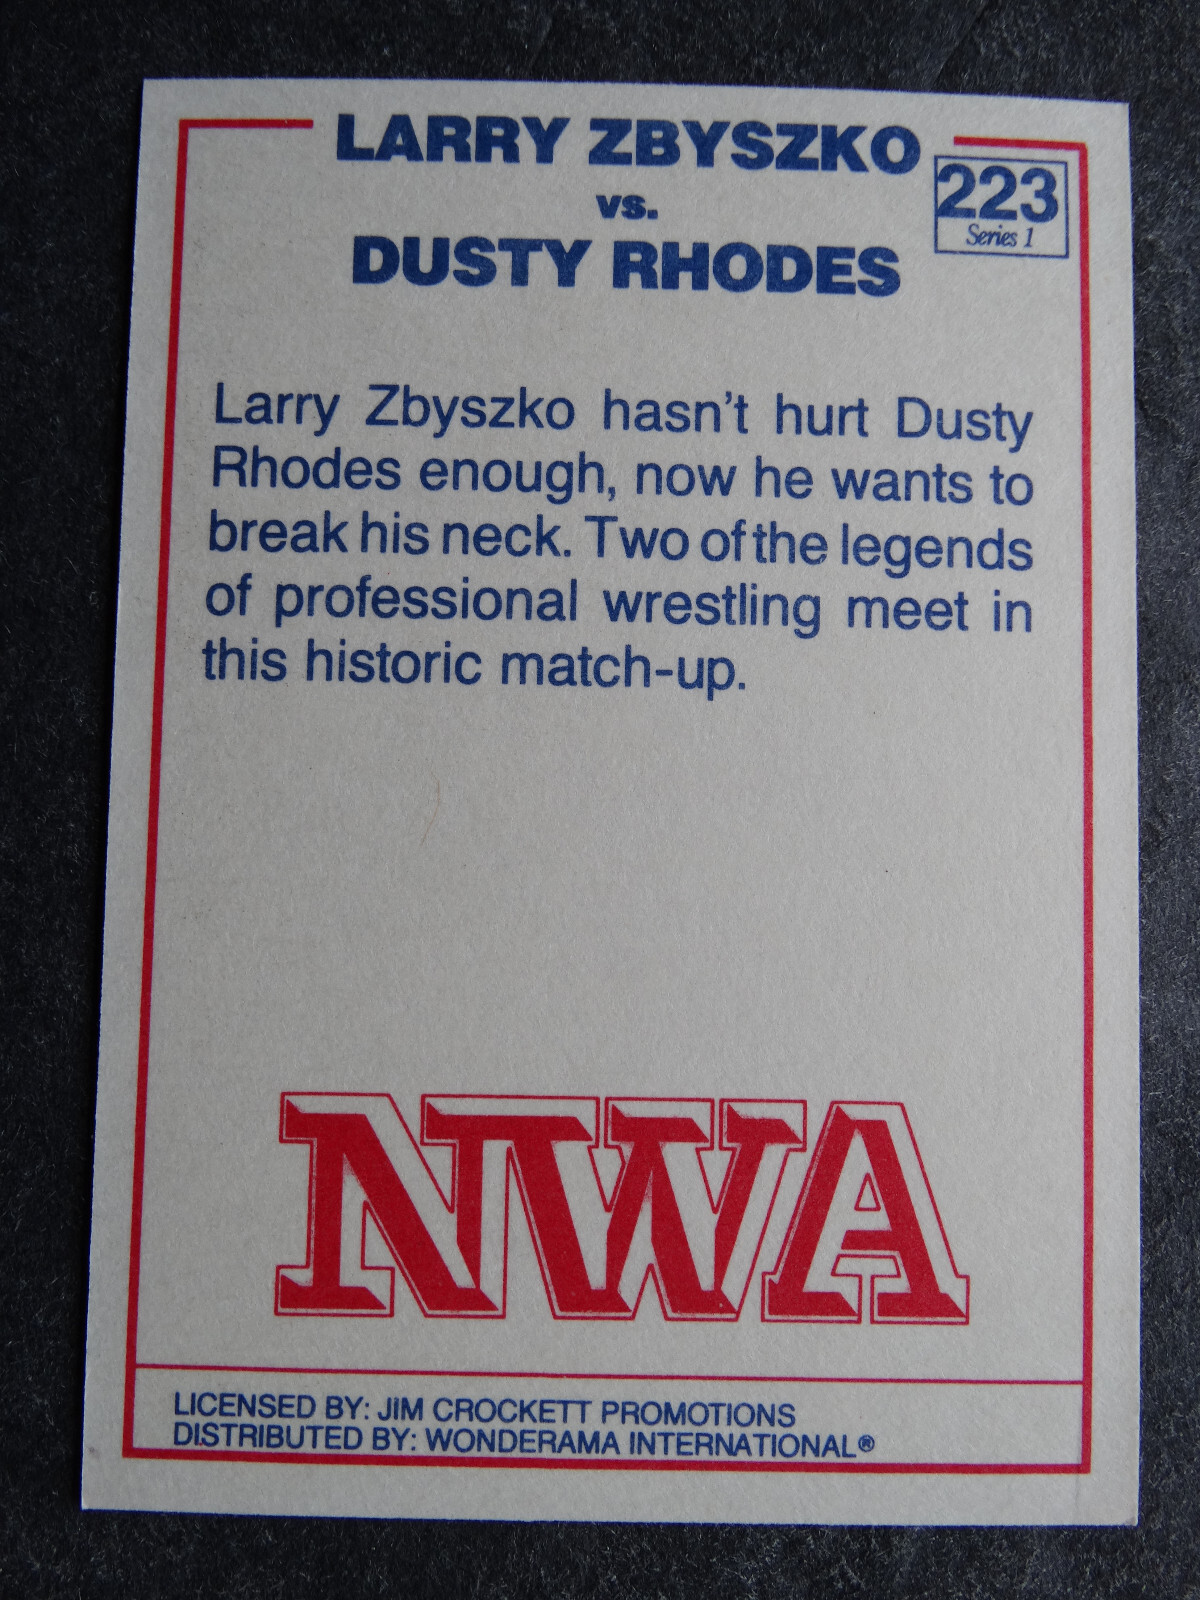 LARRY ZBYSZKO
vs.
DUSTY RHODES
223
Series 1
Larry Zbyszko hasn't hurt Dusty
Rhodes enough, now he wants to
break his neck. Two of the legends
of professional wrestling meet in
this historic match-up.
NWA
LICENSED BY: JIM CROCKETT PROMOTIONS
DISTRIBUTED BY: WONDERAMA INTERNATIONAL®